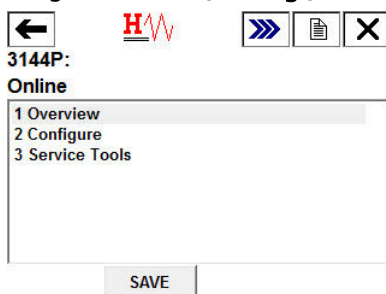 H
3144P:
Online
1 Overview
2 Configure
3 Service Tools
SAVE